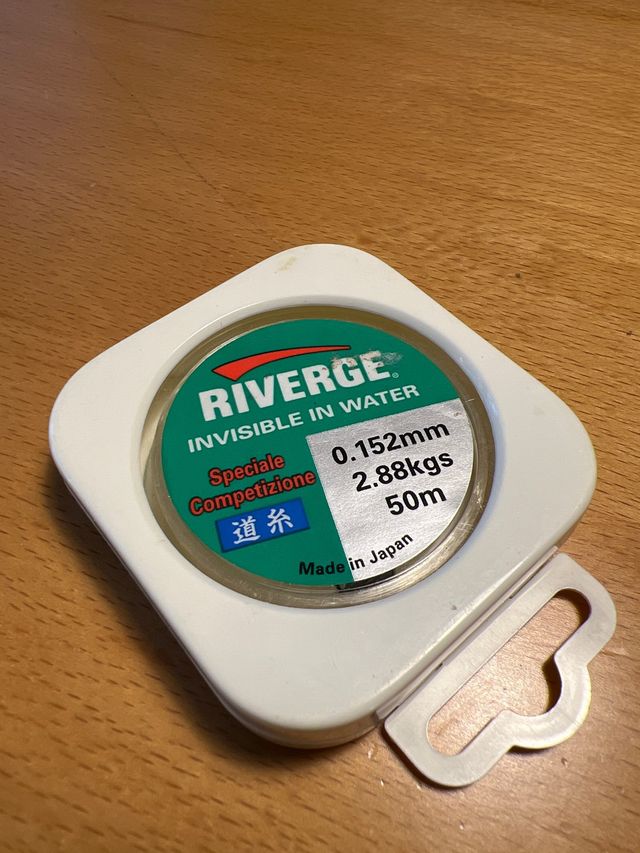 RIVERGE®
INVISIBLE IN WATER
0.152mm
2.88kgs
50m
Speciale
Competizione
道糸
Made in Japan